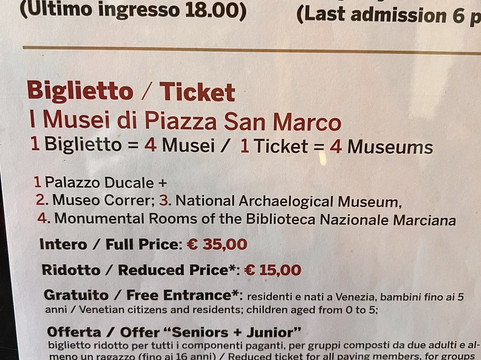 (Ultimo ingresso 18.00) (Last admission 6 p
Biglietto / Ticket
I Musei di Piazza San Marco
1 Biglietto = 4 Musei / 1 Ticket = 4 Museums
1 Palazzo Ducale +
2. Museo Correr; 3. National Archaelogical Museum,
4. Monumental Rooms of the Biblioteca Nazionale Marciana
Intero / Full Price: € 35,00
Ridotto / Reduced Price*: € 15,00
Gratuito / Free Entrance*: residenti e nati a Venezia, bambini fino ai 5
anni / Venetian citizens and residents; children aged from 0 to 5;
Offerta / Offer “Seniors + Junior”
biglietto ridotto per tutti i componenti paganti, per gruppi composti da due adulti e al-
meno un ragazzo (fino ai 16 anni) / Reduced ticket for all paying members, for groups